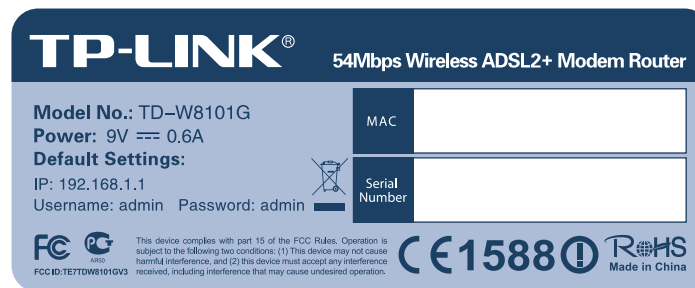 TP-LINK®
54Mbps Wireless ADSL2+ Modem Router
Model No.: TD-W8101G
Power: 9V 0.6A
Default Settings:
IP: 192.168.1.1
Username: admin Password: admin
MAC
Serial
Number
FC
PG
AR50
FCC ID:TE7TDW8101GV3
This device complies with part 15 of the FCC Rules. Operation is
subject to the following two conditions: (1) This device may not cause
harmful interference, and (2) this device must accept any interference
received, including interference that may cause undesired operation.
CE1588
RoHS
Made in China